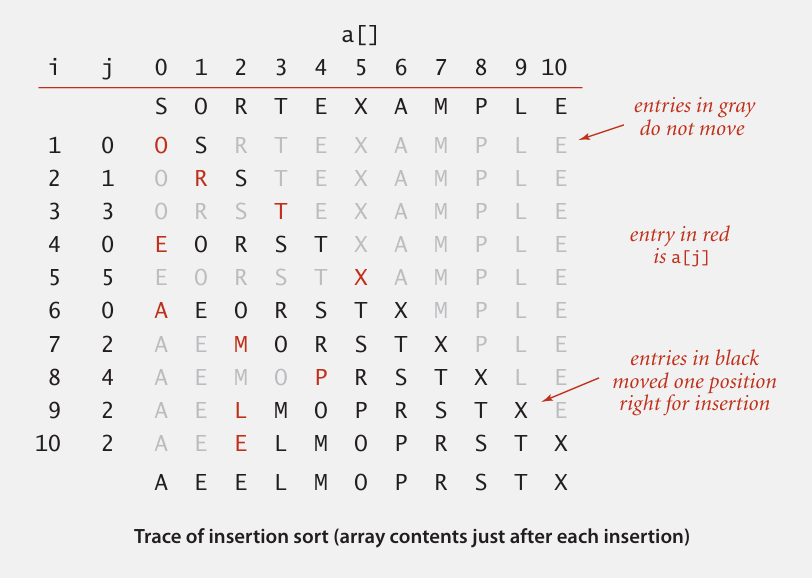 a[]
i j 0 1 2 3 4 5 6 7 8 9 10
S O R T E X A M P L E
entries in gray
do not move
1 0 O S R T E X A M P L E
2 1 O R S T E X A M P L E
3 3 O R S T E X A M P L E
4 0 E O R S T X A M P L E
entry in red
is a[j]
5 5 E O R S T X A M P L E
6 0 A E O R S T X M P L E
7 2 A E M O R S T X P L E
8 4 A E M O P R S T X L E
entries in black
moved one position
right for insertion
9 2 A E L M O P R S T X E
10 2 A E E L M O P R S T X
A E E L M O P R S T X
Trace of insertion sort (array contents just after each insertion)